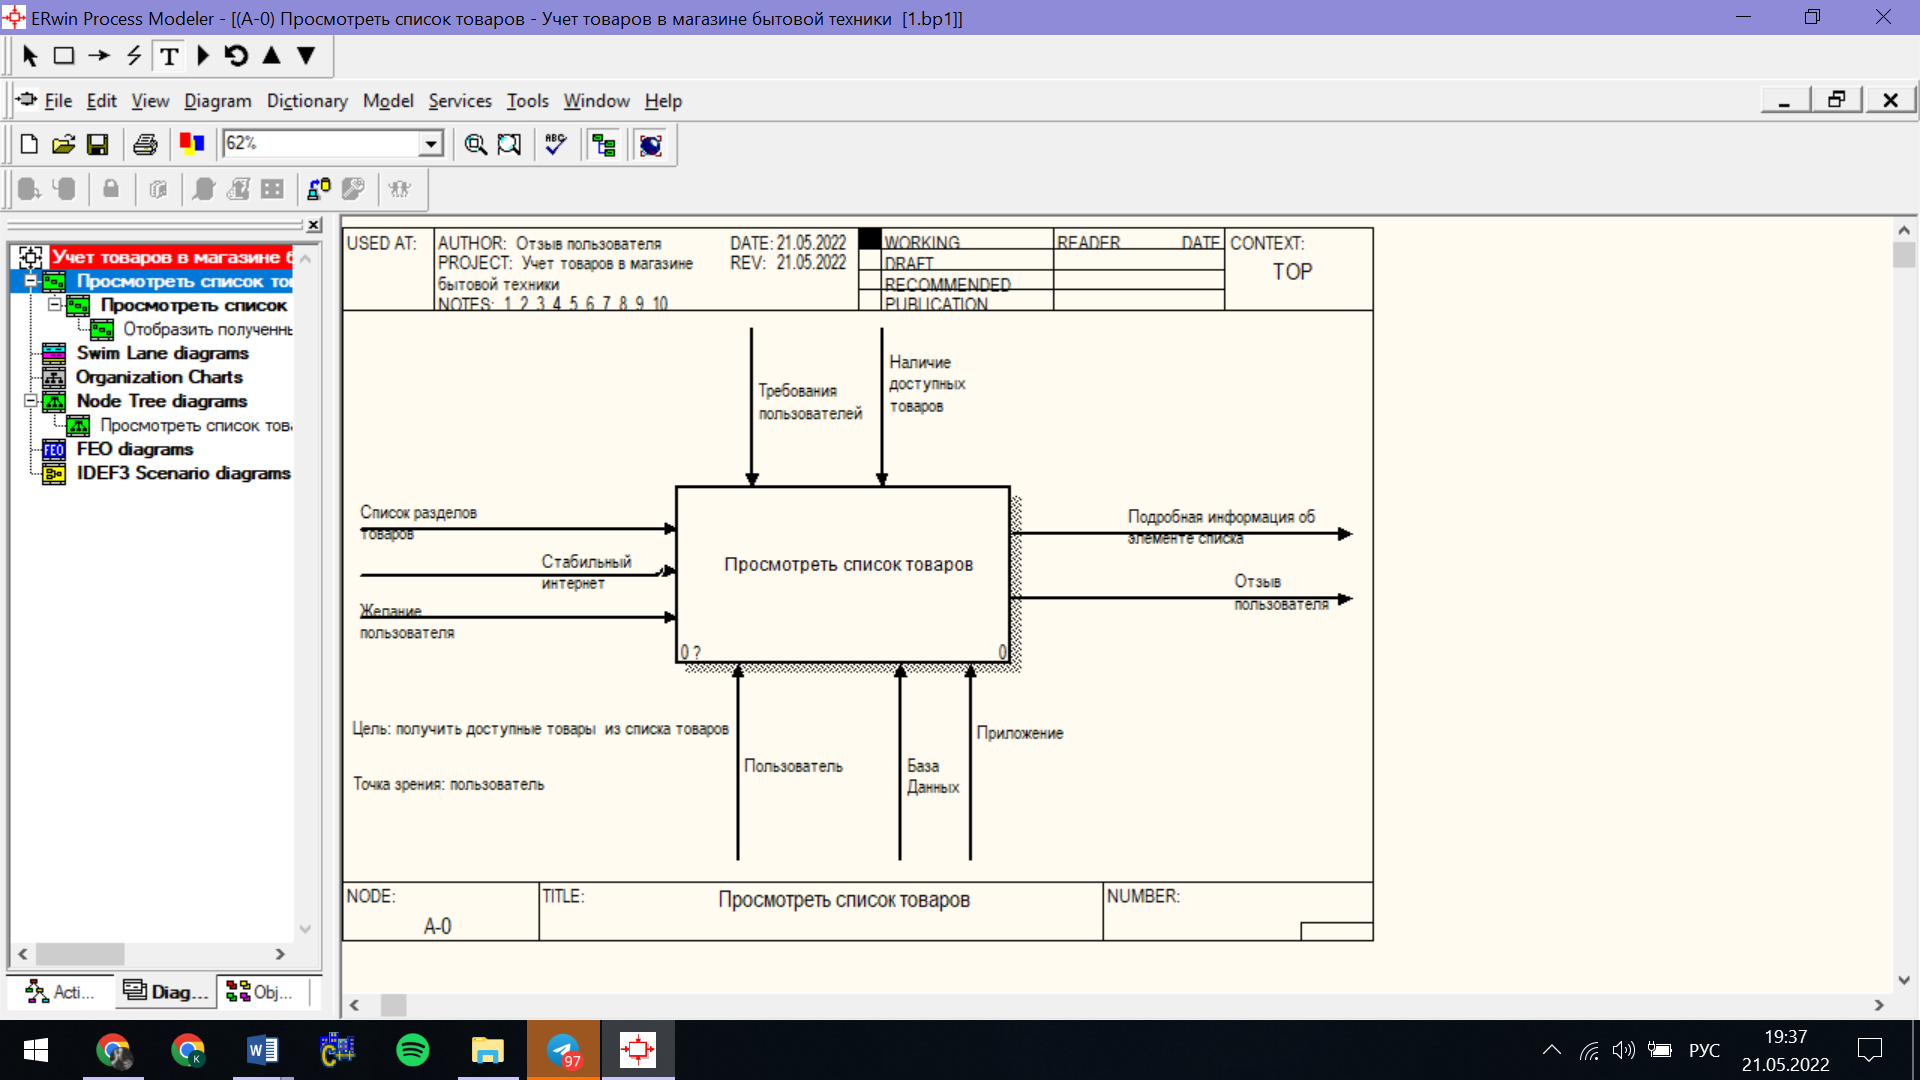 ERwin Process Modeler - [(A-0) Просмотреть список товаров - Учет товаров в магазине бытовой техники  [1.bp1]]
T
File Edit View Diagram Dictionary Model Services Tools Window Help
62%
ABC
Учет товаров в магазине б
Просмотреть список тов
Просмотреть список
Отобразить полученнь
Swim Lane diagrams
Organization Charts
Node Tree diagrams
Просмотреть список това
FEO diagrams
IDEF3 Scenario diagrams
Acti...
Diag...
Obj...
USED AT:
AUTHOR: Отзыв пользователя
DATE: 21.05.2022
PROJECT: Учет товаров в магазине
REV: 21.05.2022
бытовой техники
NOTES: 1 2 3 4 5 6 7 8 9 10
WORKING
DRAFT
RECOMMENDED
PUBLICATION
READER
DATE
CONTEXT:
TOP
Требования
пользователей
Наличие
доступных
товаров
Список разделов
товаров
Стабильный
интернет
Желание
пользователя
Просмотреть список товаров
0 ?
0
Подробная информация об
элементе списка
Отзыв
пользователя
Цель: получить доступные товары  из списка товаров
Точка зрения: пользователь
Пользователь
База
Данных
Приложение
NODE:
A-0
TITLE:
Просмотреть список товаров
NUMBER:
K
W
97
РУС
19:37
21.05.2022